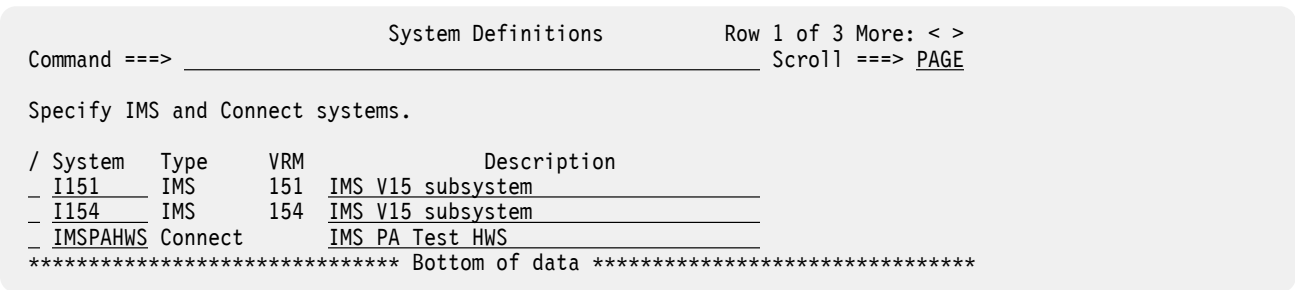 System Definitions Row 1 of 3 More: < >
Command ===> ________________________________________________ Scroll ===> PAGE
Specify IMS and Connect systems.
/ System Type VRM Description
_ I151 IMS 151 IMS V15 subsystem
_ I154 IMS 154 IMS V15 subsystem
_ IMSPAHWS Connect IMS PA Test HWS
******************************* Bottom of data ********************************